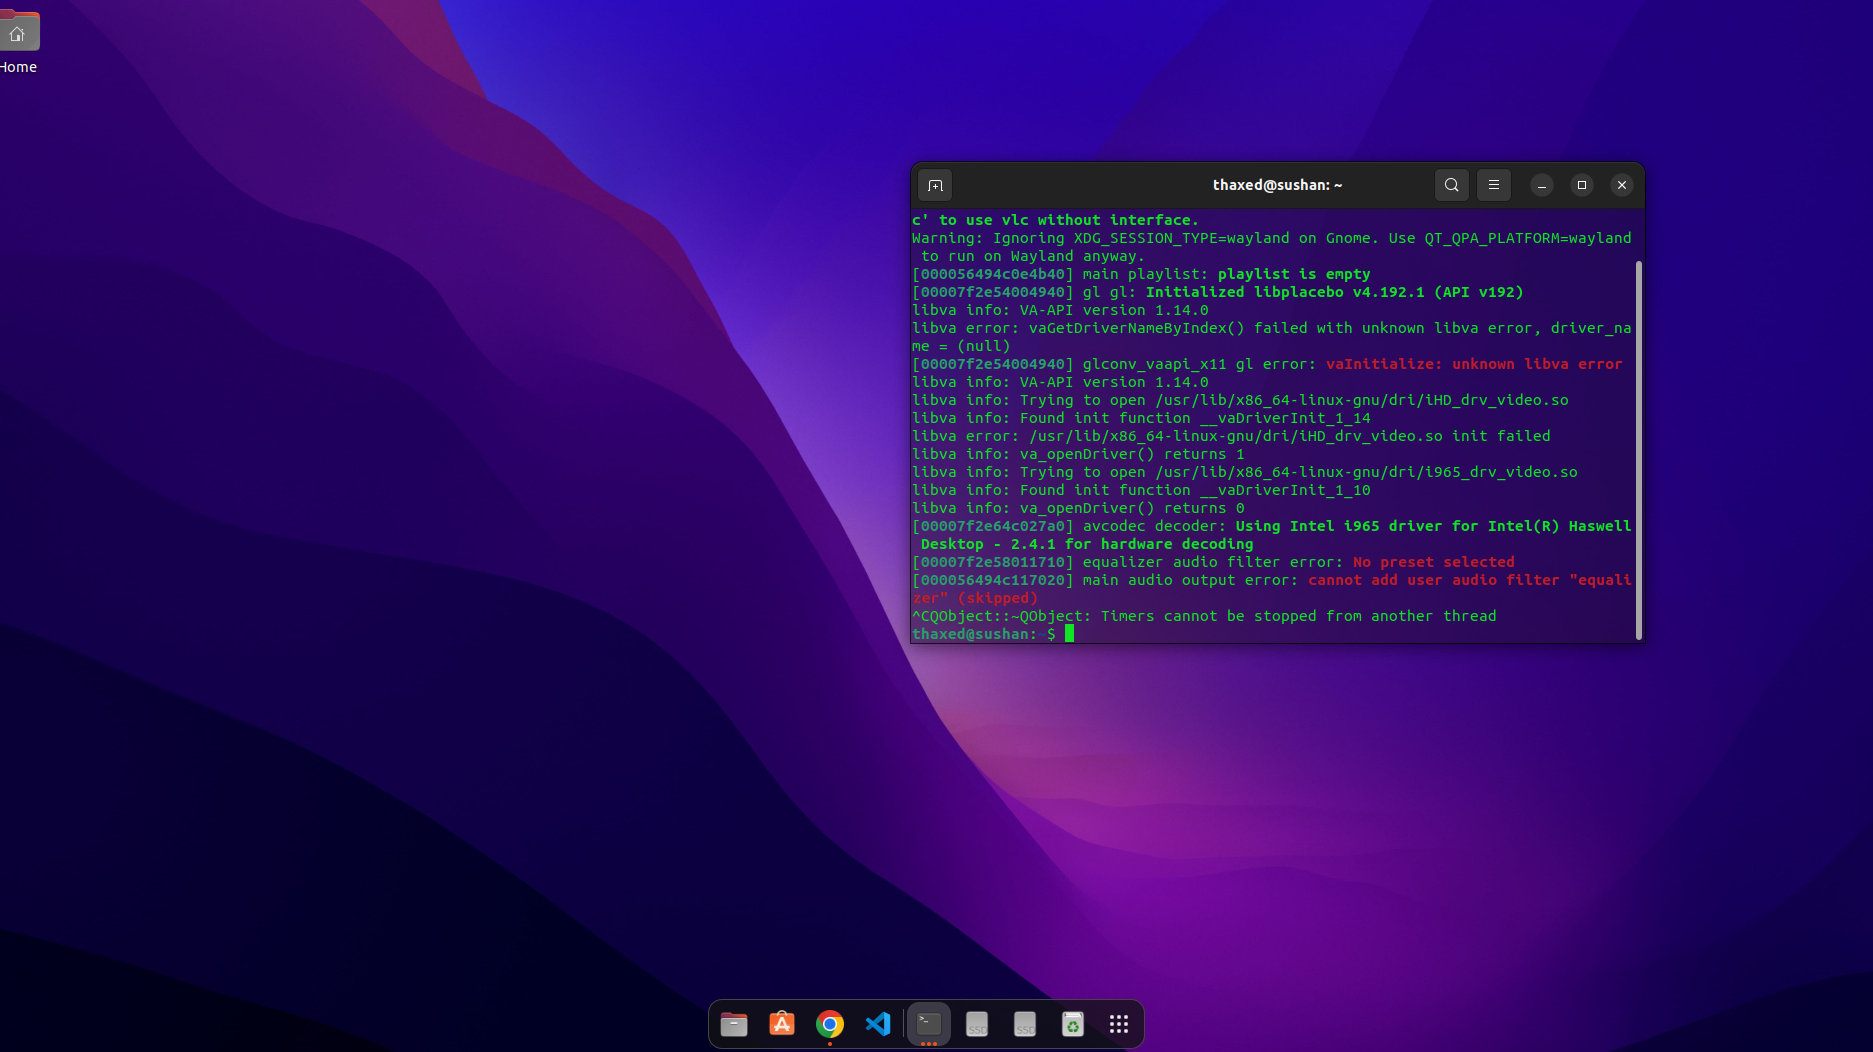 Home
thaxed@sushan: ~
c' to use vlc without interface.
Warning: Ignoring XDG_SESSION_TYPE=wayland on Gnome. Use QT_QPA_PLATFORM=wayland
to run on Wayland anyway.
[000056494c0e4b40] main playlist: playlist is empty
[00007f2e54004940] gl gl: Initialized libplacebo v4.192.1 (API v192)
libva info: VA-API version 1.14.0
libva error: vaGetDriverNameByIndex() failed with unknown libva error, driver_na
me = (null)
[00007f2e54004940] glconv_vaapi_x11 gl error: vaInitialize: unknown libva error
libva info: VA-API version 1.14.0
libva info: Trying to open /usr/lib/x86_64-linux-gnu/dri/iHD_drv_video.so
libva info: Found init function __vaDriverInit_1_14
libva error: /usr/lib/x86_64-linux-gnu/dri/iHD_drv_video.so init failed
libva info: va_openDriver() returns 1
libva info: Trying to open /usr/lib/x86_64-linux-gnu/dri/i965_drv_video.so
libva info: Found init function __vaDriverInit_1_10
libva info: va_openDriver() returns 0
[00007f2e64c027a0] avcodec decoder: Using Intel i965 driver for Intel(R) Haswell
Desktop - 2.4.1 for hardware decoding
[00007f2e58011710] equalizer audio filter error: No preset selected
[000056494c117020] main audio output error: cannot add user audio filter "equali
zer" (skipped)
^CQObject::~QObject: Timers cannot be stopped from another thread
thaxed@sushan:~$
SSD
SSD